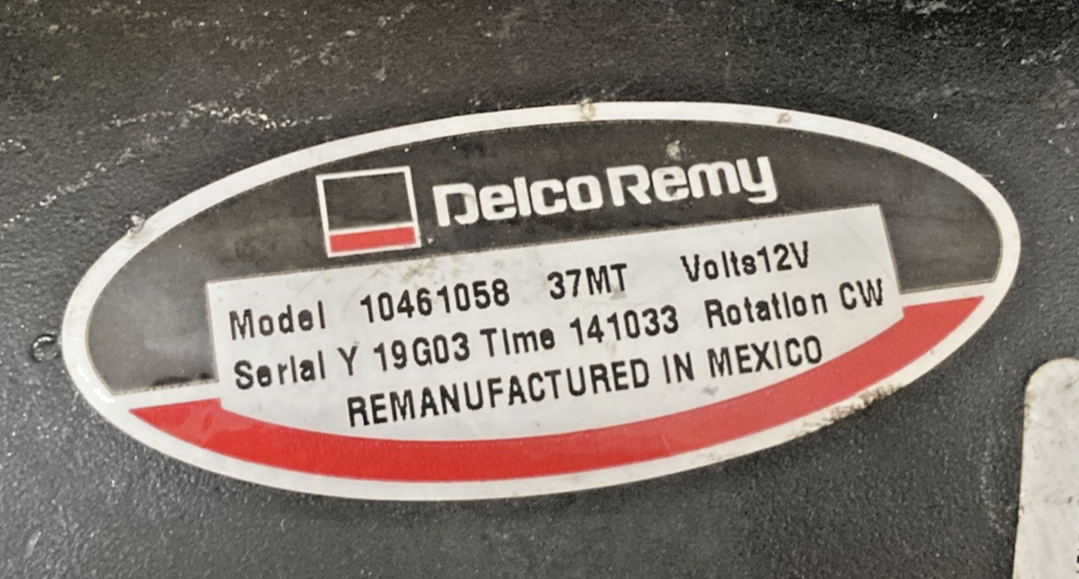 DelcoRemy
Model 10461058 37MT Volts12V
Serial Y 19G03 Time 141033 Rotation CW
REMANUFACTURED IN MEXICO